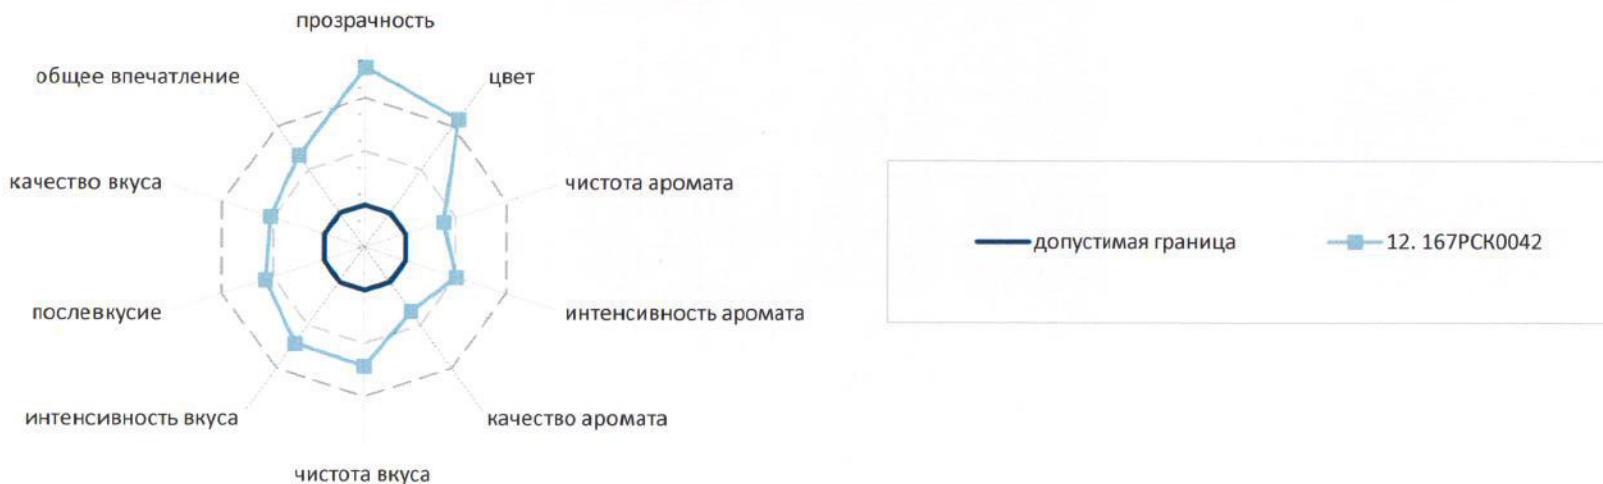 прозрачность
общее впечатление
цвет
качество вкуса
чистота аромата
допустимая граница
12. 167РСК0042
послевкусие
интенсивность аромата
интенсивность вкуса
качество аромата
чистота вкуса